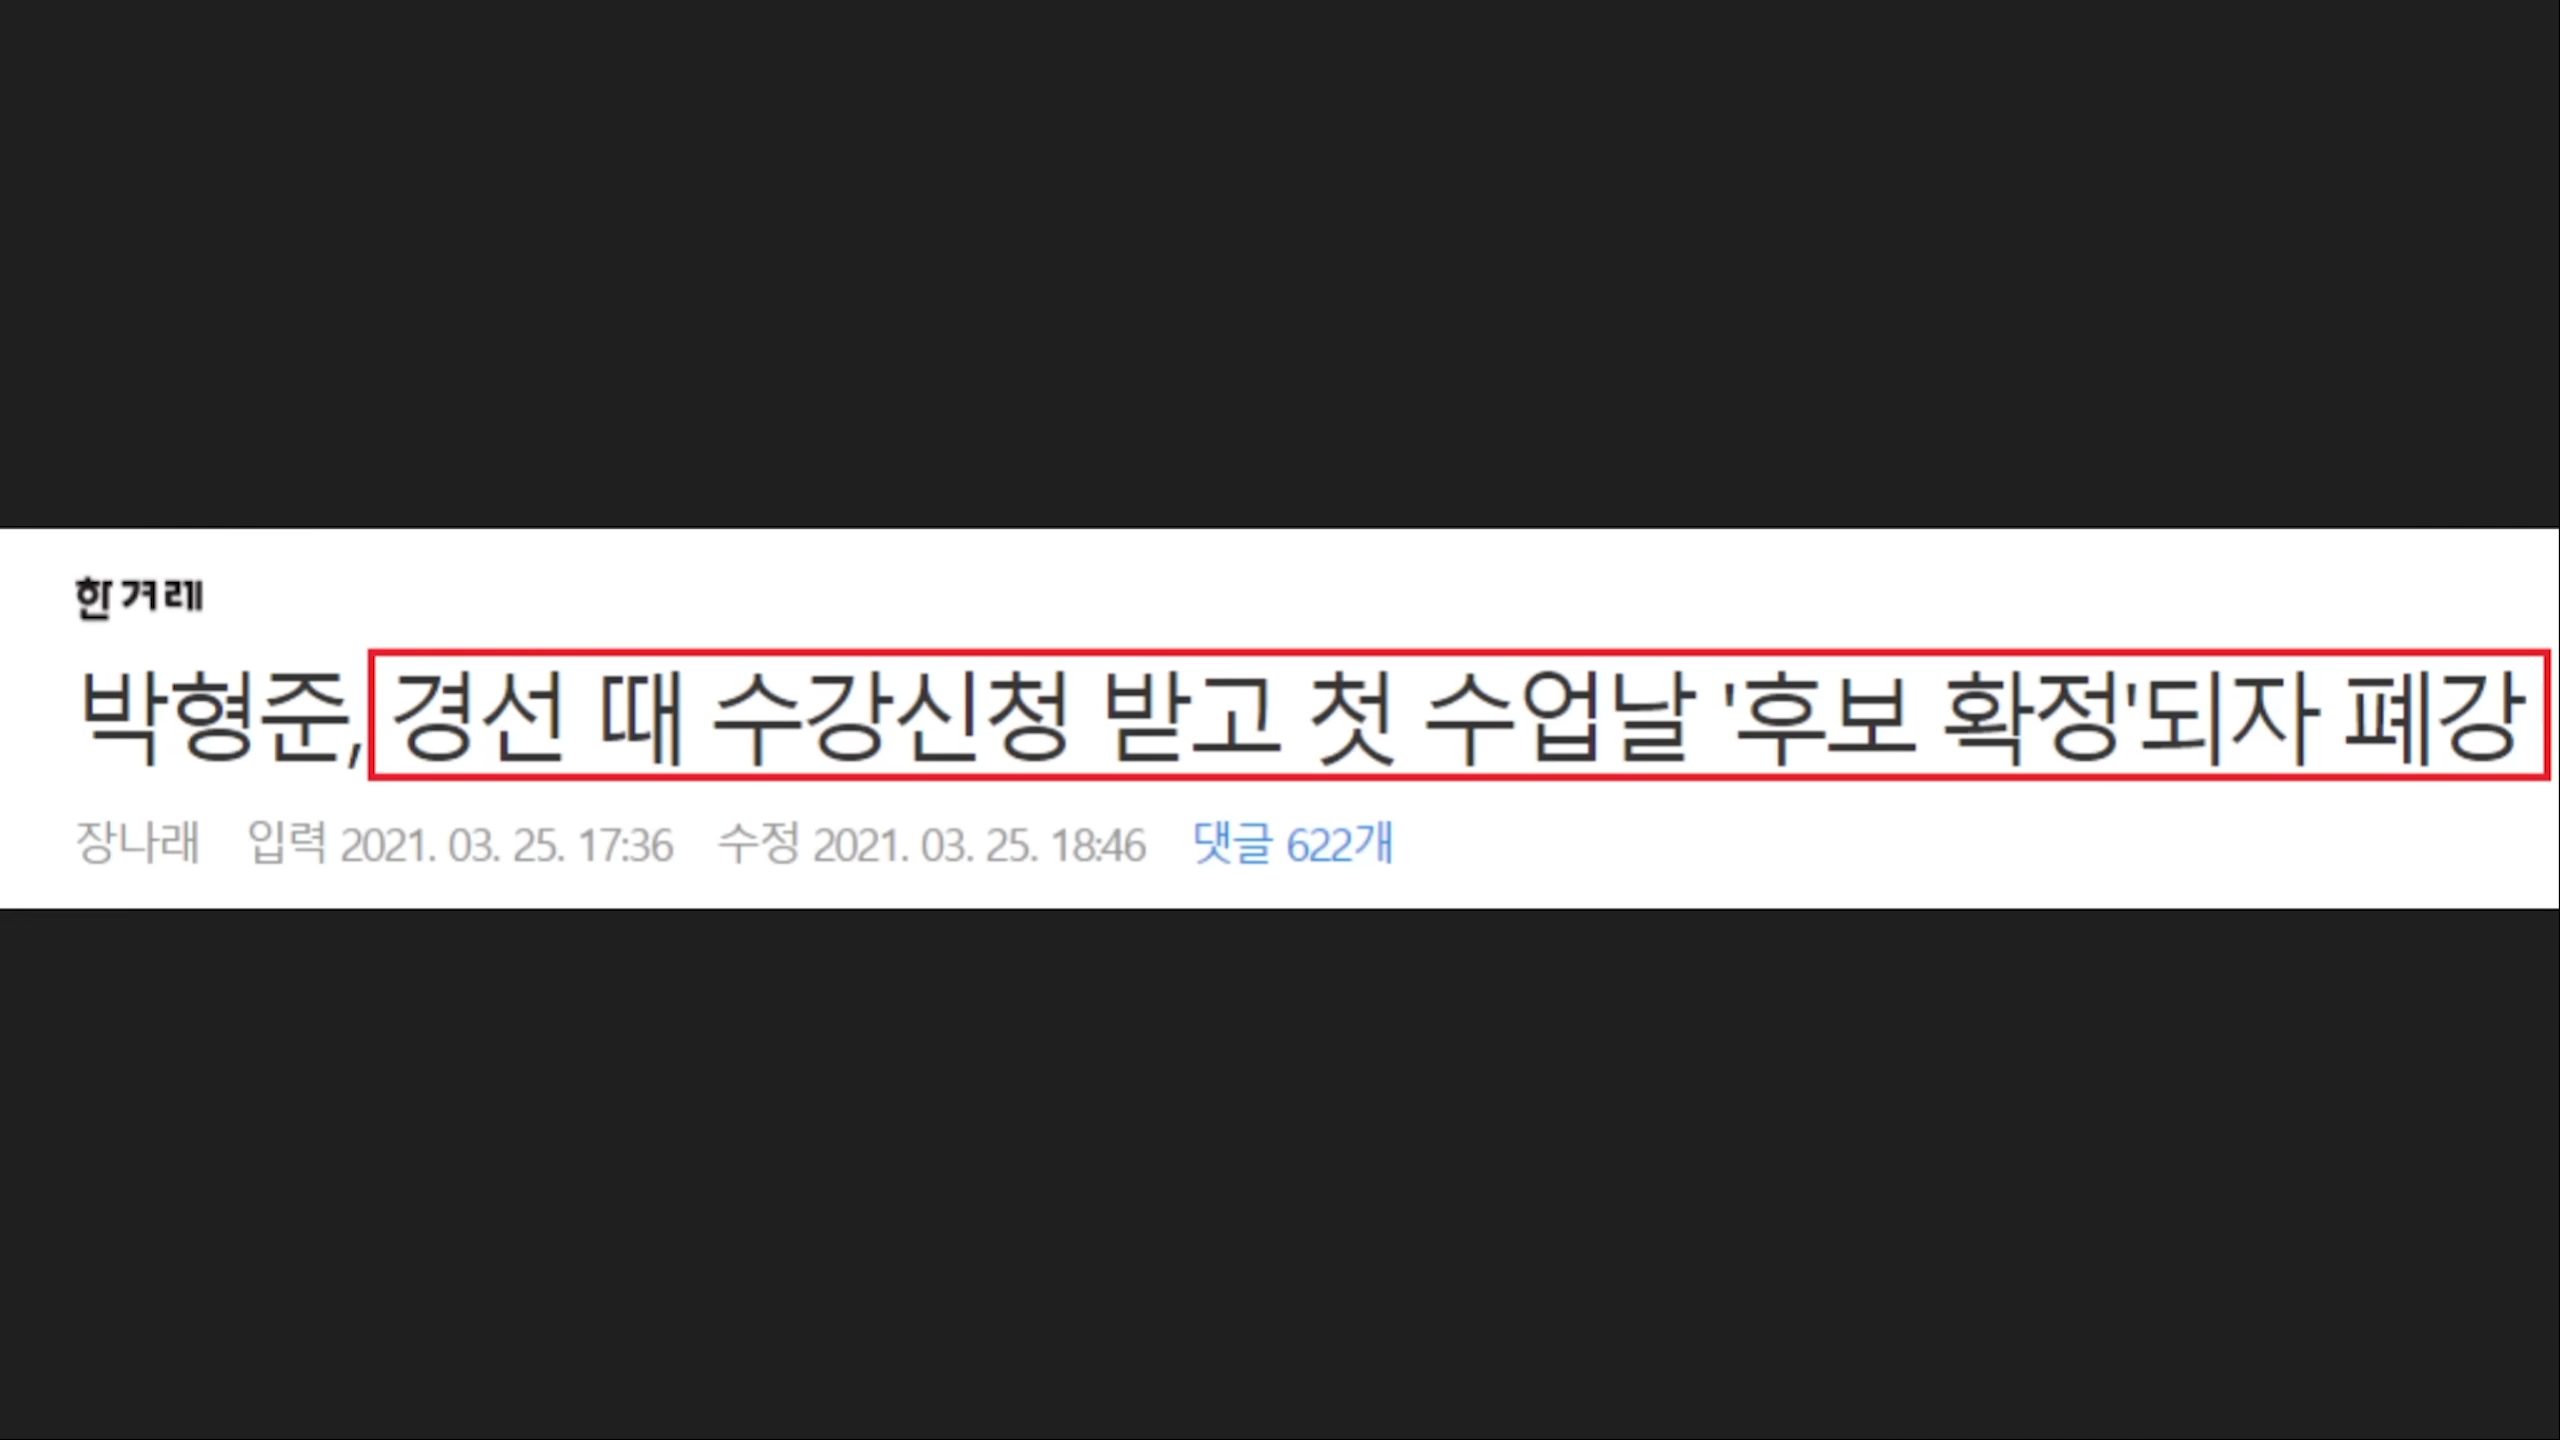 한겨레
박형준, 경선 때 수강신청 받고 첫 수업날 '후보 확정'되자 폐강
장나래 입력 2021. 03. 25. 17:36 수정 2021. 03. 25. 18:46 댓글 622개